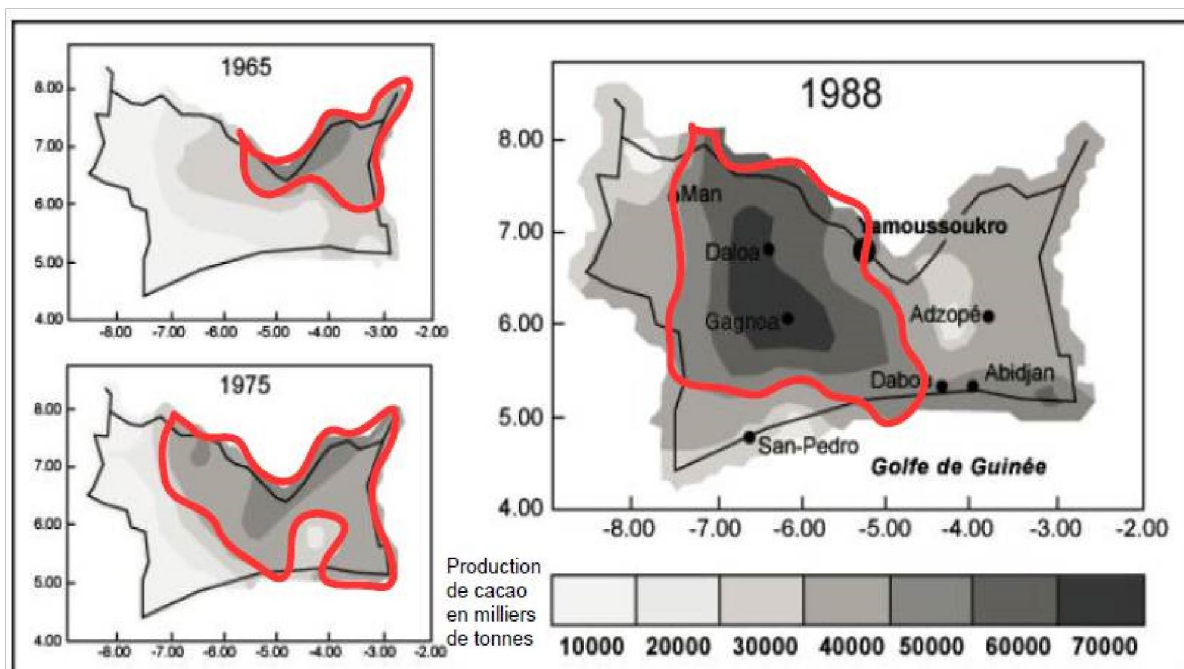 1965
8.00
7.00
6.00
5.00
4.00
-8.00 -7.00 -6.00 -5.00 -4.00 -3.00 -2.00
1975
8.00
7.00
6.00
5.00
4.00
-8.00 -7.00 -6.00 -5.00 -4.00 -3.00 -2.00
1988
8.00
7.00
6.00
5.00
4.00
Man
Yamoussoukro
Daloa
Gagnoa
Adzopé
Dabou
Abidjan
San-Pedro
Golfe de Guinée
-8.00 -7.00 -6.00 -5.00 -4.00 -3.00 -2.00
Production
de cacao
en milliers
de tonnes
10000 20000 30000 40000 50000 60000 70000